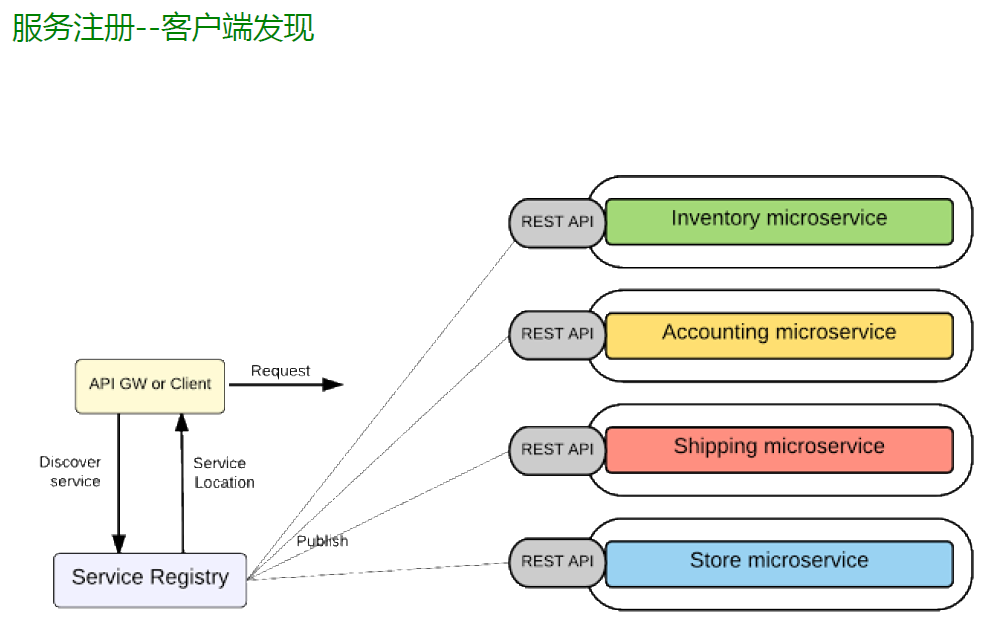 服务注册--客户端发现
REST API
Inventory microservice
REST API
Accounting microservice
API GW or Client
Request
REST API
Shipping microservice
Discover
service
Service
Location
Publish
Service Registry
REST API
Store microservice